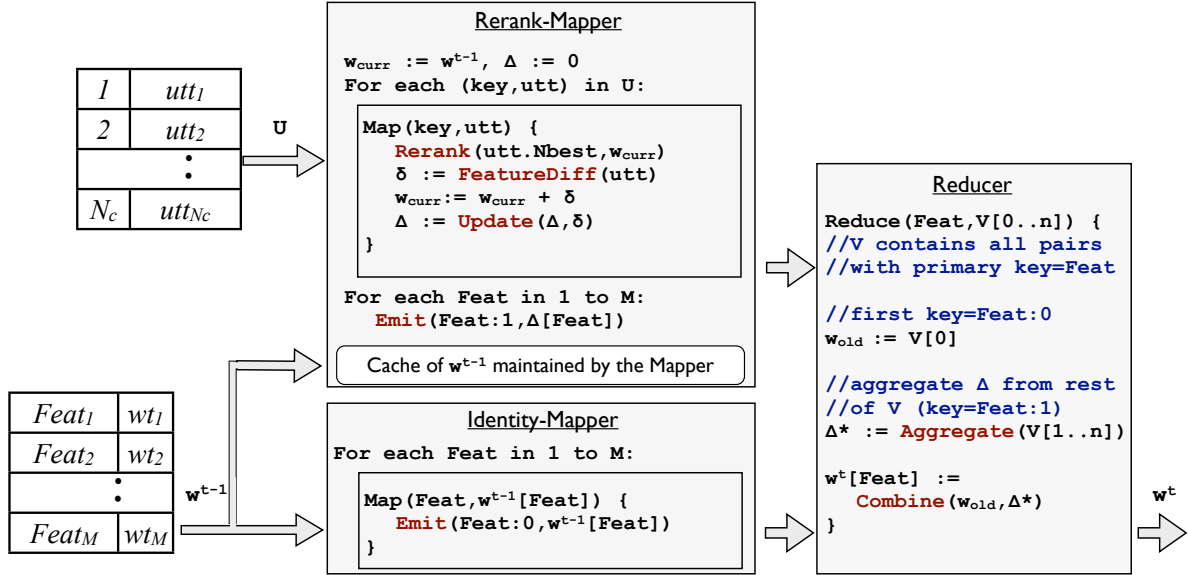 1 utt1
2 utt2
:
Nc uttNc
U
Rerank-Mapper
wcurr := wt-1, Δ := 0
For each (key,utt) in U:
Map(key,utt) {
Rerank(utt.Nbest,wcurr)
δ := FeatureDiff(utt)
wcurr:= wcurr + δ
Δ := Update(Δ,δ)
}
For each Feat in 1 to M:
Emit(Feat:1,Δ[Feat])
Cache of wt-1 maintained by the Mapper
Feat1 wt1
Feat2 wt2
:
FeatM wtM
wt-1
Identity-Mapper
For each Feat in 1 to M:
Map(Feat,wt-1[Feat]) {
Emit(Feat:0,wt-1[Feat])
}
Reducer
Reduce(Feat,V[0..n]) {
//V contains all pairs
//with primary key=Feat
//first key=Feat:0
wold := V[0]
//aggregate Δ from rest
//of V (key=Feat:1)
Δ* := Aggregate(V[1..n])
wt[Feat] :=
Combine(wold,Δ*)
}
wt